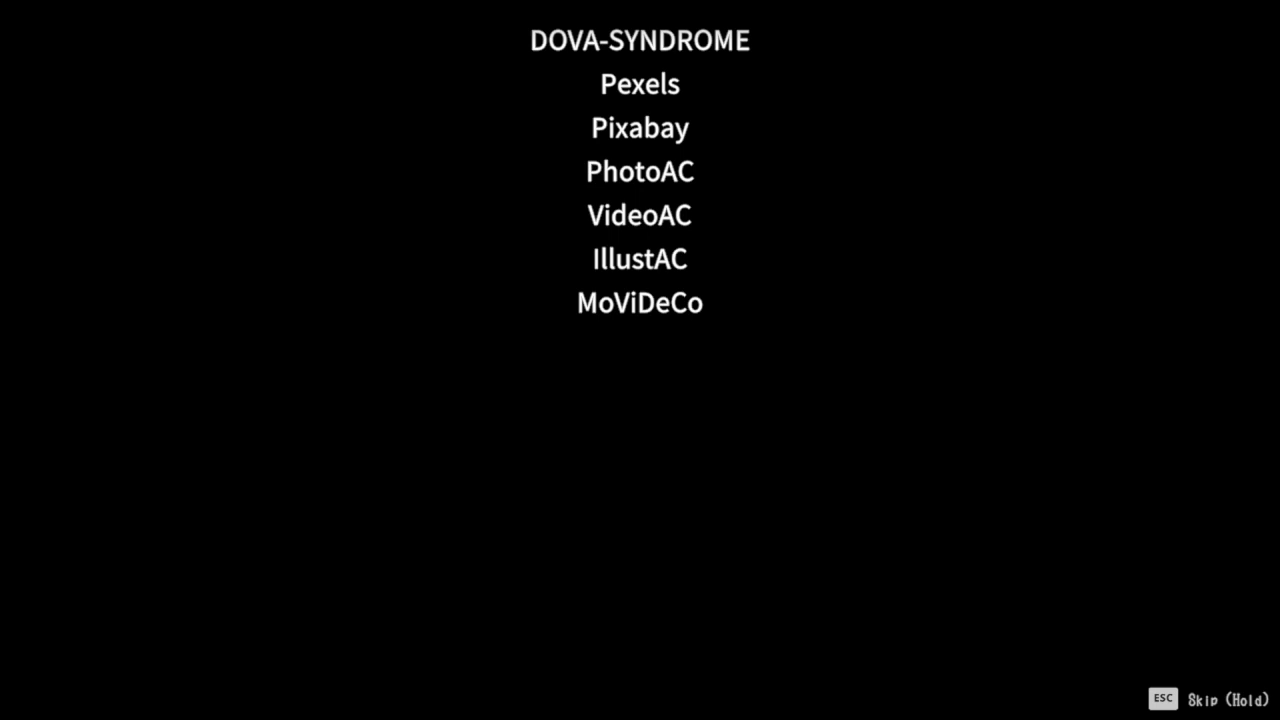 DOVA-SYNDROME
Pexels
Pixabay
PhotoAC
VideoAC
IllustAC
MoViDeCo
ESC Skip (Hold)